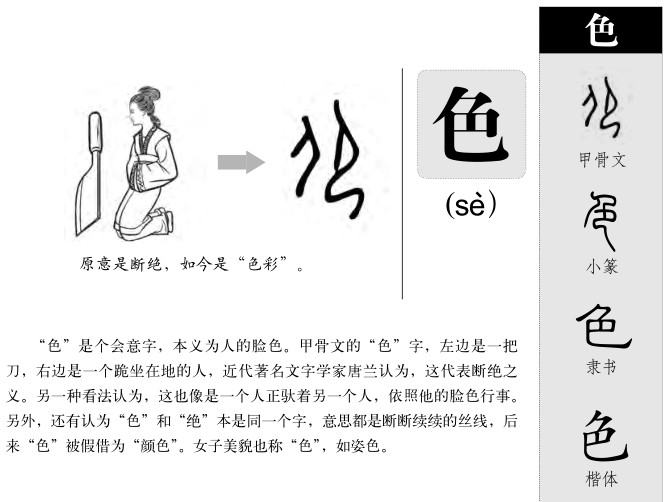 色
(sè)
原意是断绝，如今是“色彩”。
“色”是个会意字，本义为人的脸色。甲骨文的“色”字，左边是一把
刀，右边是一个跪坐在地的人，近代著名文字学家唐兰认为，这代表断绝之
义。另一种看法认为，这也像是一个人正驮着另一个人，依照他的脸色行事。
另外，还有认为“色”和“绝”本是同一个字，意思都是断断续续的丝线，后
来“色”被假借为“颜色”。女子美貌也称“色”，如姿色。
色
甲骨文
色
小篆
色
隶书
色
楷体